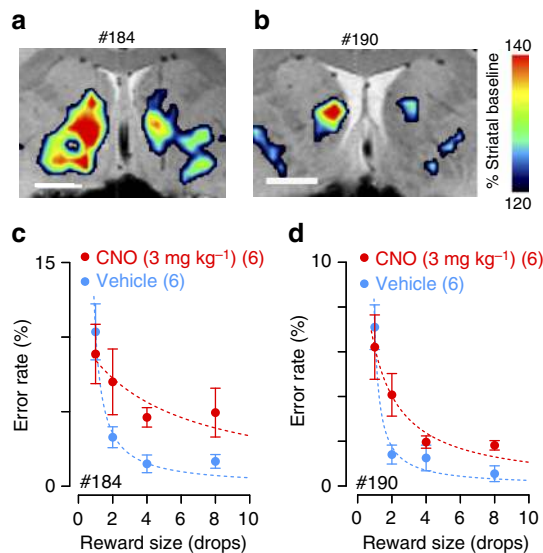 a
#184
b
#190
140
% Striatal baseline
120
c
CNO (3 mg kg⁻¹) (6)
Vehicle (6)
15
Error rate (%)
0
#184
0 2 4 6 8 10
Reward size (drops)
d
CNO (3 mg kg⁻¹) (6)
Vehicle (6)
10
Error rate (%)
0
#190
0 2 4 6 8 10
Reward size (drops)